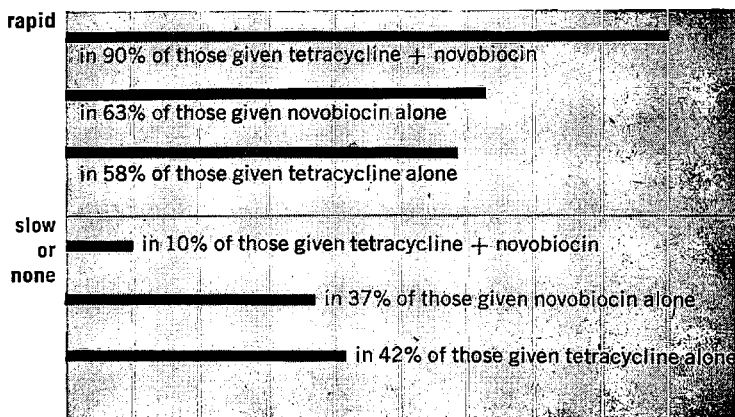 rapid
in 90% of those given tetracycline + novobiocin
in 63% of those given novobiocin alone
in 58% of those given tetracycline alone
slow
or
none
in 10% of those given tetracycline + novobiocin
in 37% of those given novobiocin alone
in 42% of those given tetracycline alone